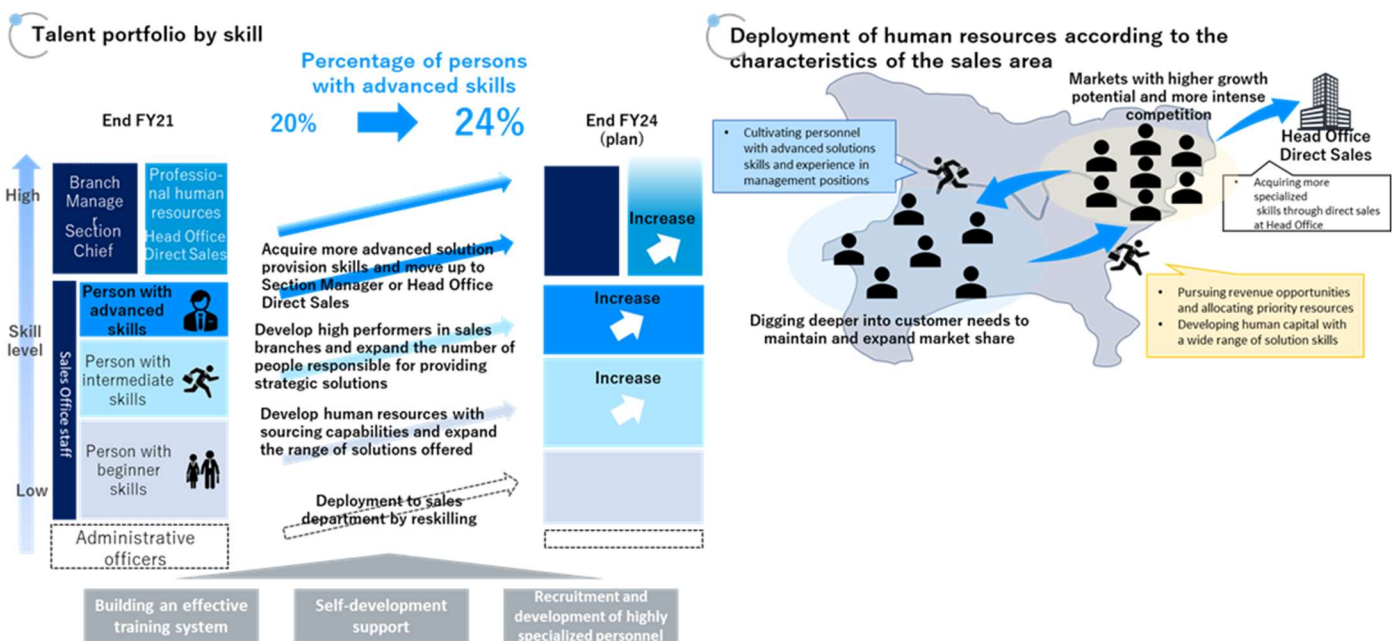 Talent portfolio by skill
Percentage of persons
with advanced skills
End FY21
20%
24%
End FY24
(plan)
High
Skill
level
Low
Branch
Manage
r
Section
Chief
Professio-
nal human
resources
Head Office
Direct Sales
Sales Office staff
Person with
advanced
skills
Person with
intermediate
skills
Person with
beginner
skills
Administrative
officers
Acquire more advanced solution
provision skills and move up to
Section Manager or Head Office
Direct Sales
Develop high performers in sales
branches and expand the number of
people responsible for providing
strategic solutions
Develop human resources with
sourcing capabilities and expand
the range of solutions offered
Deployment to sales
department by reskilling
Increase
Increase
Increase
Building an effective
training system
Self-development
support
Recruitment and
development of highly
specialized personnel
Deployment of human resources according to the
characteristics of the sales area
Markets with higher growth
potential and more intense
competition
Head Office
Direct Sales
• Cultivating personnel
with advanced solutions
skills and experience in
management positions
• Acquiring more
specialized
skills through direct sales
at Head Office
Digging deeper into customer needs to
maintain and expand market share
• Pursuing revenue opportunities
and allocating priority resources
• Developing human capital with
a wide range of solution skills